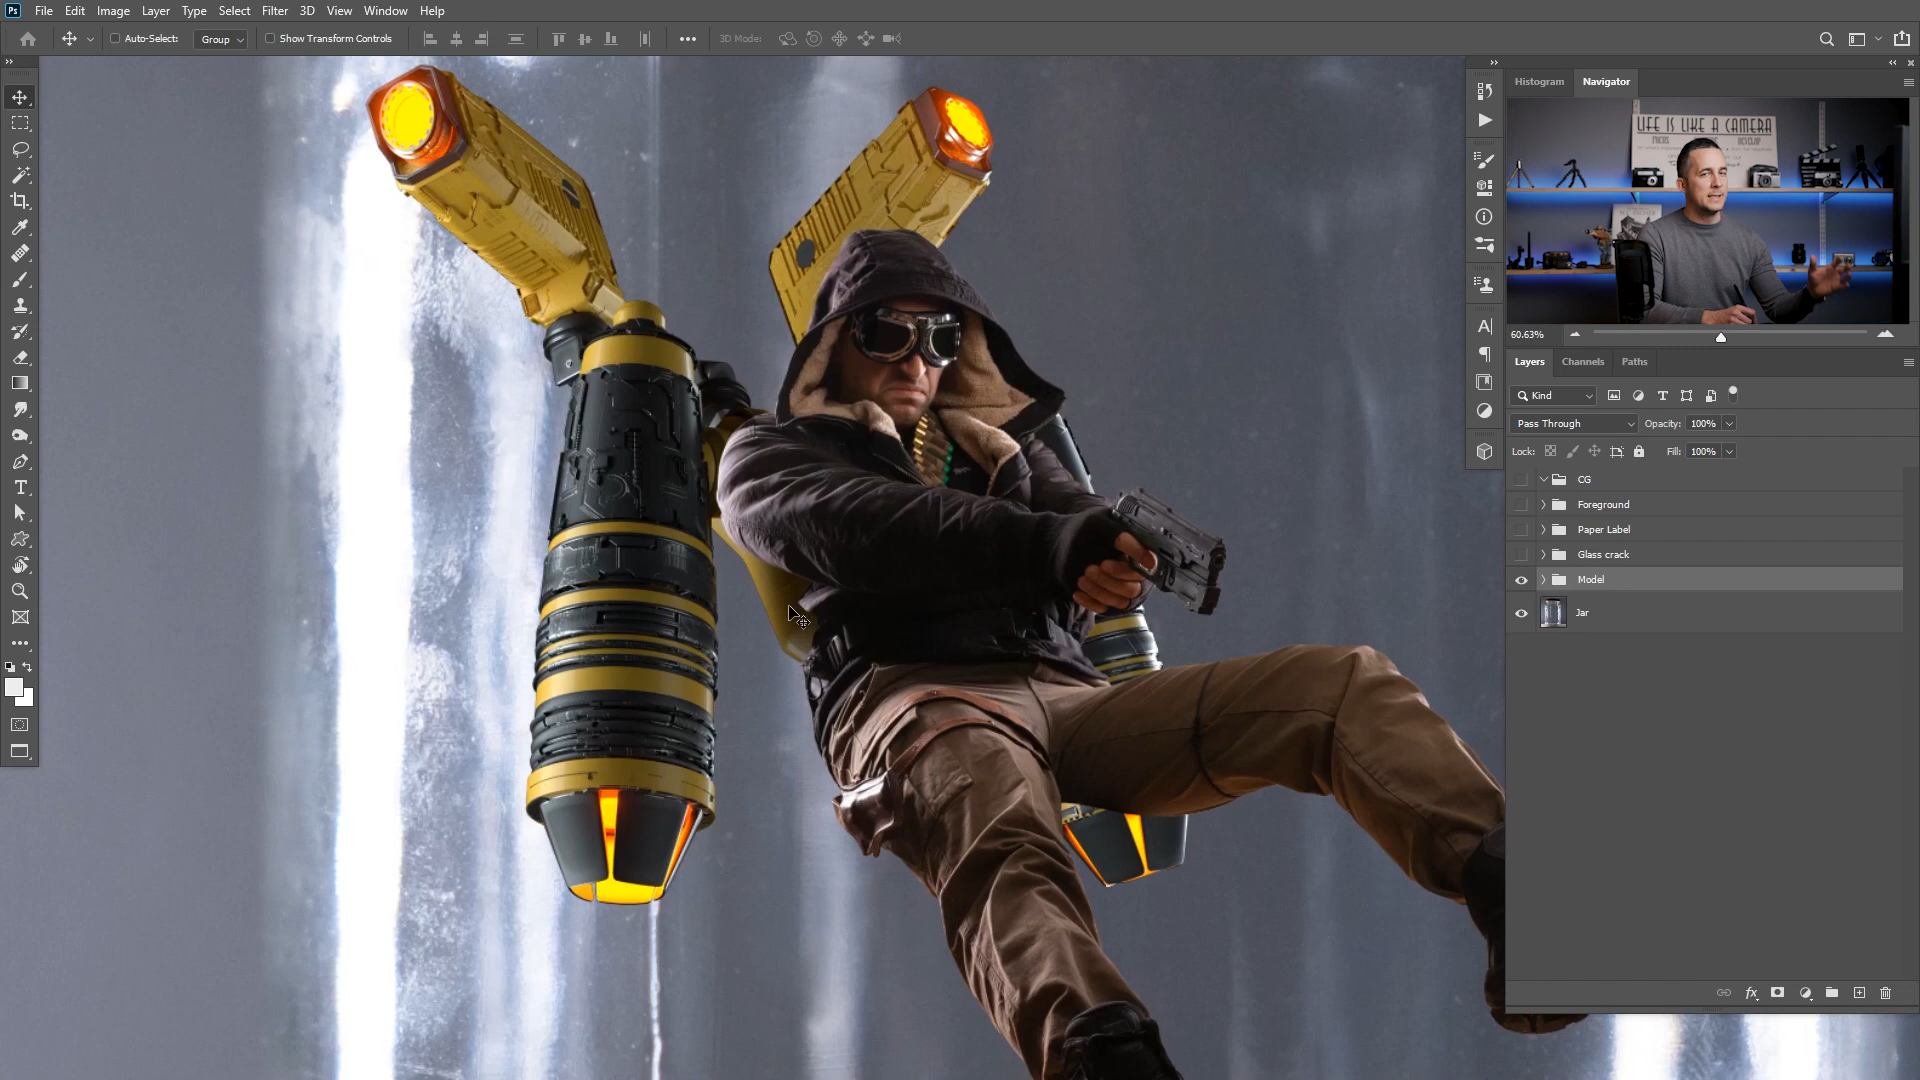 Ps File Edit Image Layer Type Select Filter 3D View Window Help
Auto-Select: Group Show Transform Controls 3D Mode:
Histogram Navigator
LIFE IS LIKE A CAMERA
60.63%
Layers Channels Paths
Kind
Pass Through Opacity: 100%
Lock: Fill: 100%
CG
Foreground
Paper Label
Glass crack
Model
Jar